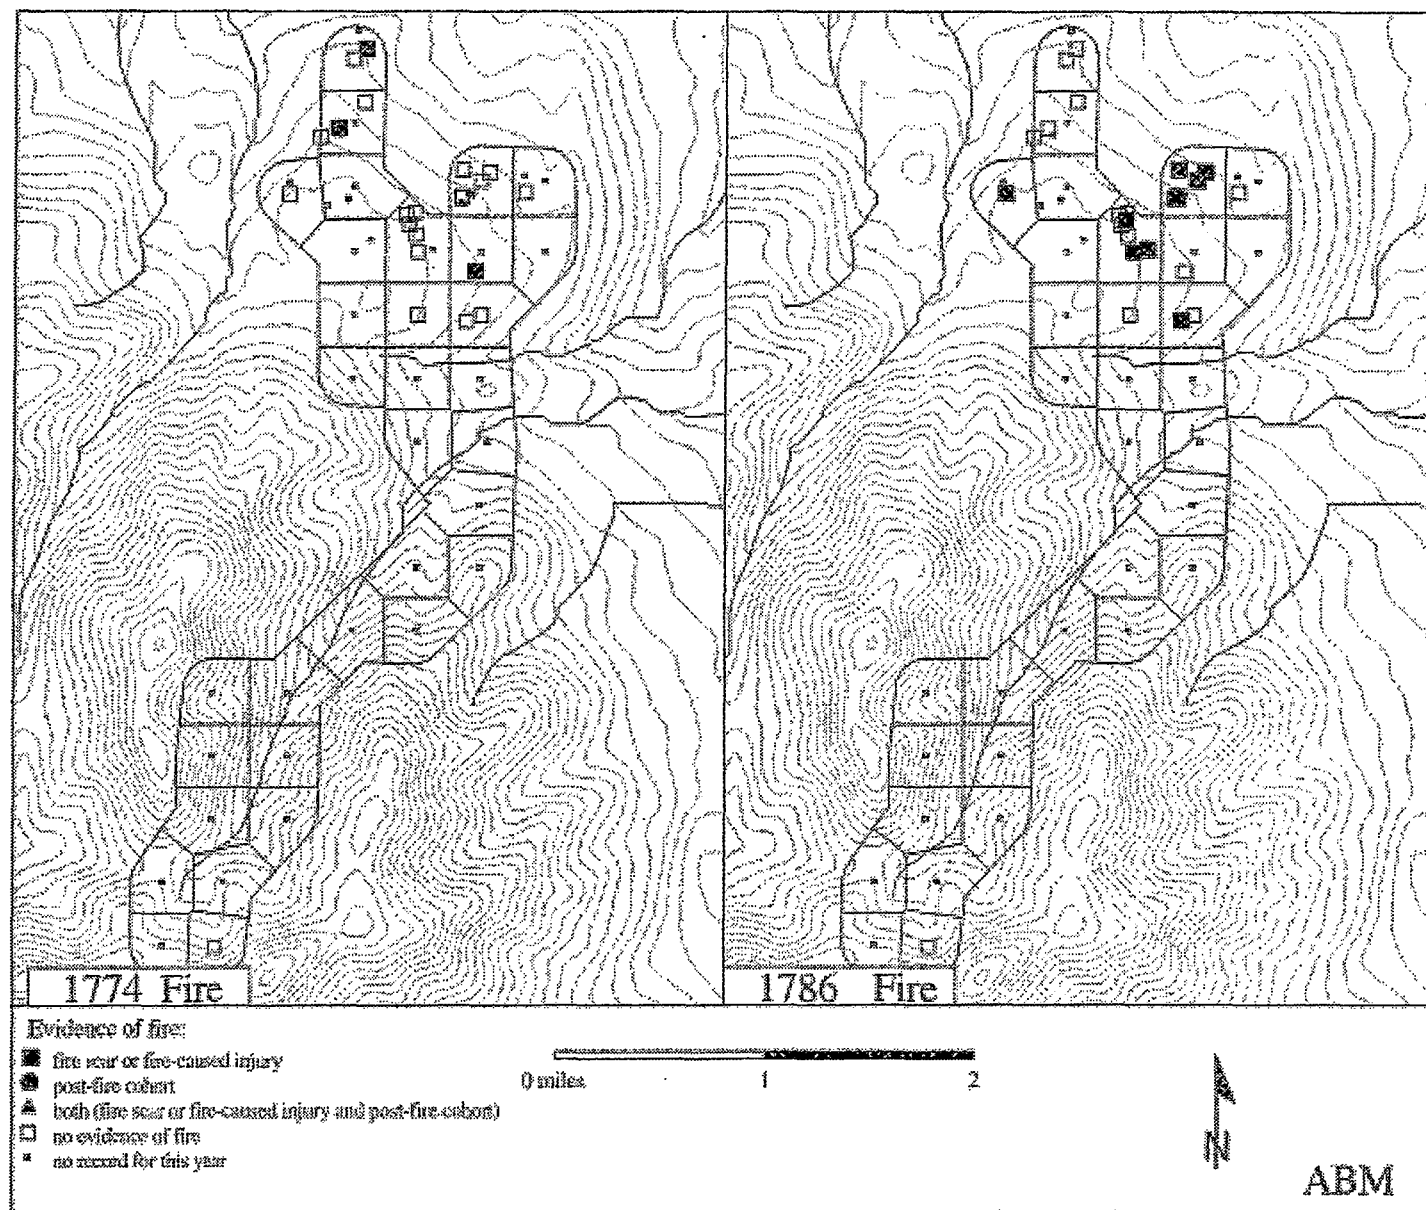 1774 Fire
1786 Fire
Evidence of fire:
fire scar or fire-caused injury
post-fire cohort
both (fire scar or fire-caused injury and post-fire-cohort)
no evidence of fire
no record for this year
0 miles 1 2
N
ABM